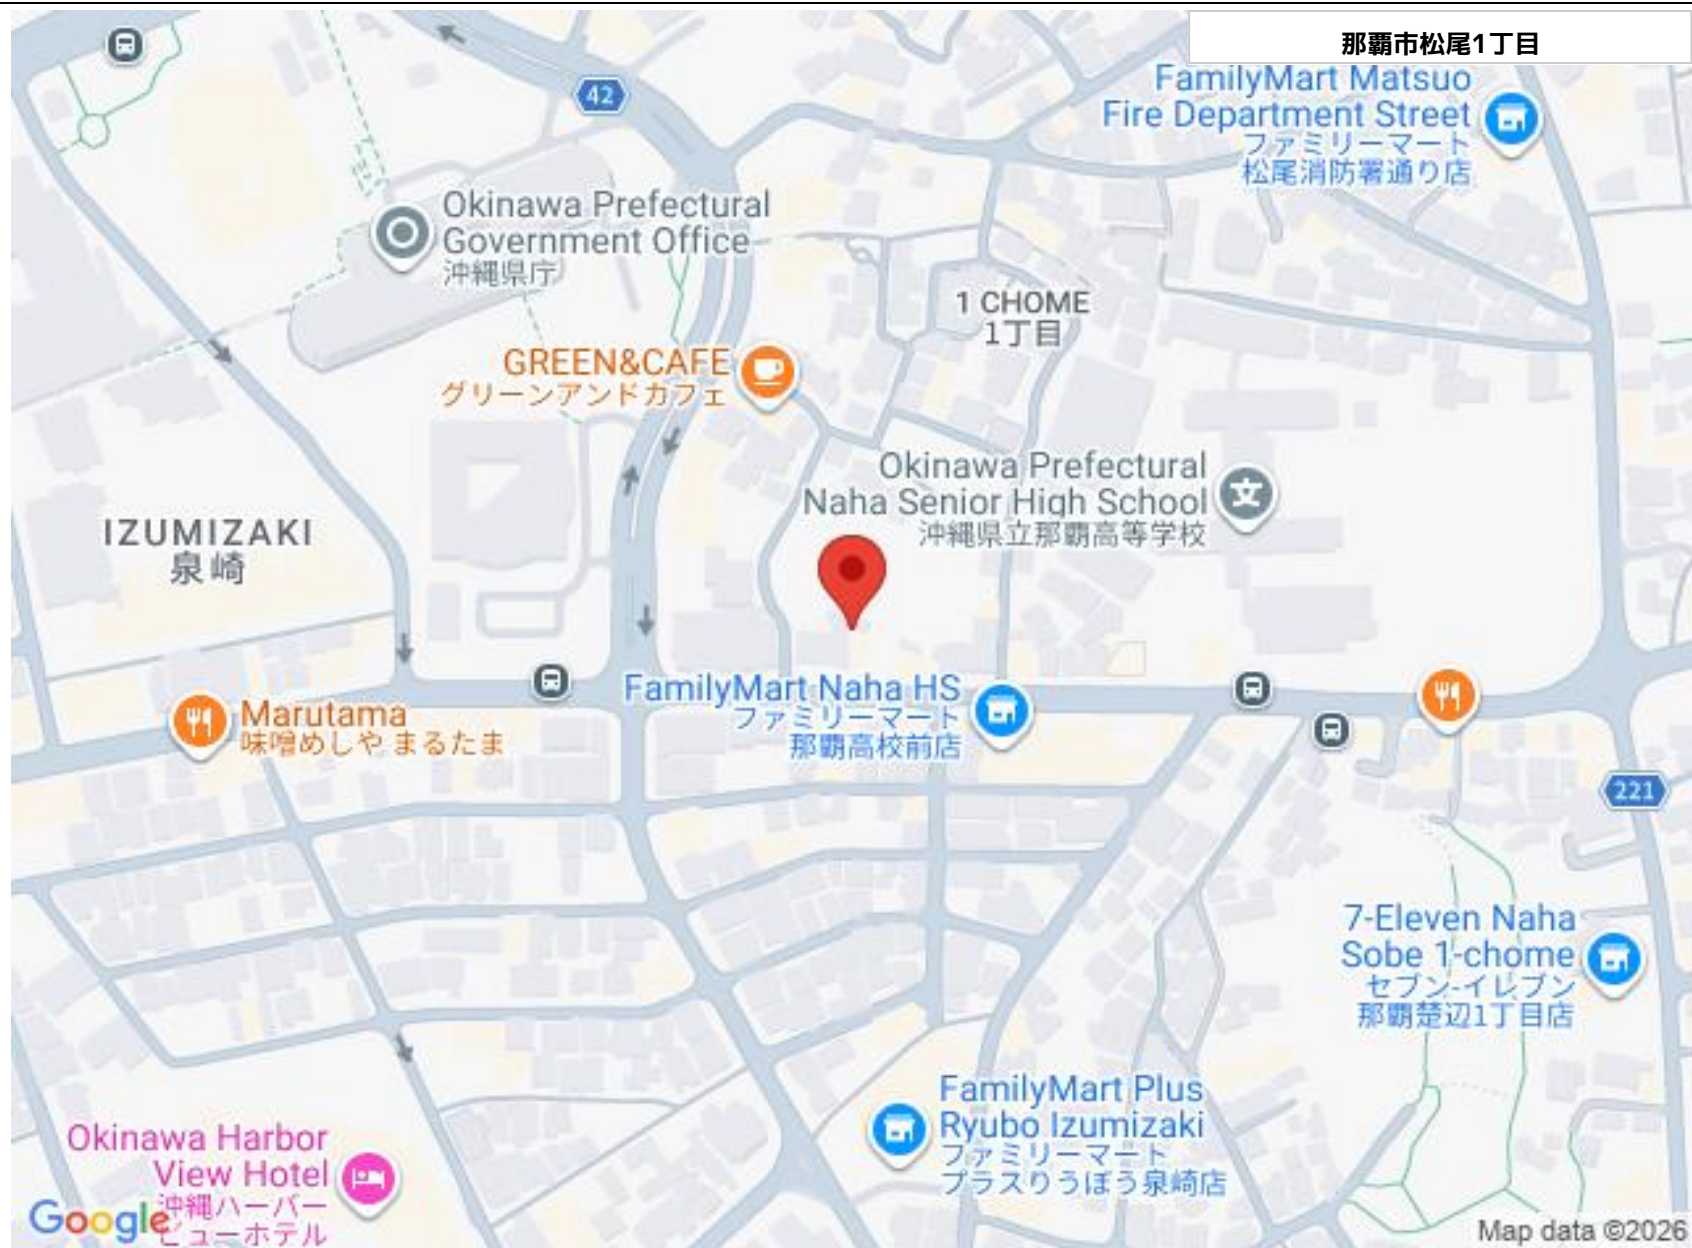 那覇市松尾1丁目
42
FamilyMart Matsuo
Fire Department Street
ファミリーマート
松尾消防署通り店
Okinawa Prefectural
Government Office
沖縄県庁
1 CHOME
1丁目
GREEN&CAFE
グリーンアンドカフェ
Okinawa Prefectural
Naha Senior High School
沖縄県立那覇高等学校
文
IZUMIZAKI
泉崎
FamilyMart Naha HS
ファミリーマート
那覇高校前店
Marutama
味噌めしや まるたま
221
7-Eleven Naha
Sobe 1-chome
セブン-イレブン
那覇楚辺1丁目店
FamilyMart Plus
Ryubo Izumizaki
ファミリーマート
プラスりうぼう泉崎店
Okinawa Harbor
View Hotel
沖縄ハーバー
ビューホテル
Google
Map data ©2026